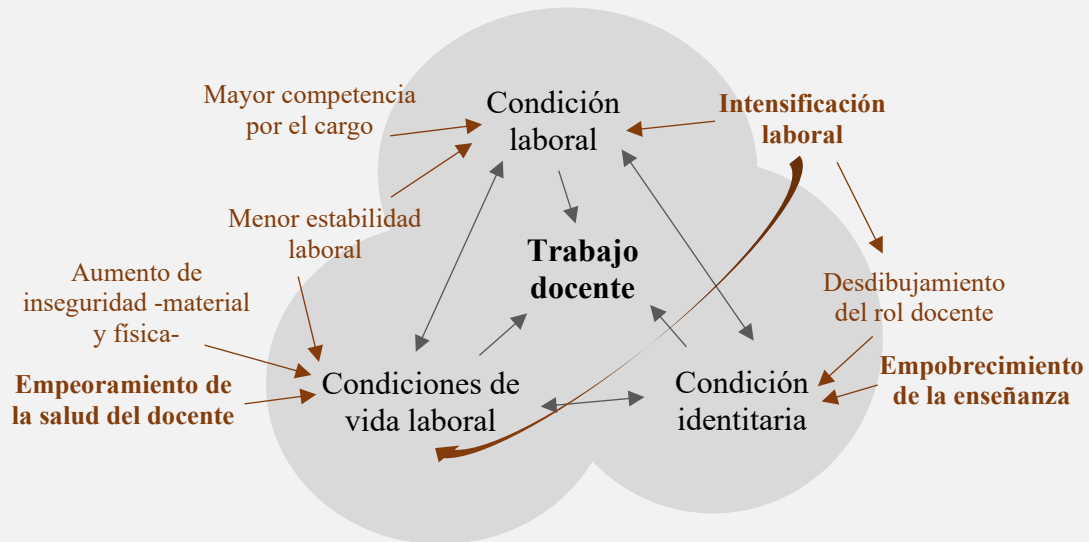 Mayor competencia
por el cargo
Condición
laboral
Intensificación
laboral
Menor estabilidad
laboral
Trabajo
docente
Aumento de
inseguridad -material
y física-
Desdibujamiento
del rol docente
Empeoramiento de
la salud del docente
Condiciones de
vida laboral
Condición
identitaria
Empobrecimiento
de la enseñanza